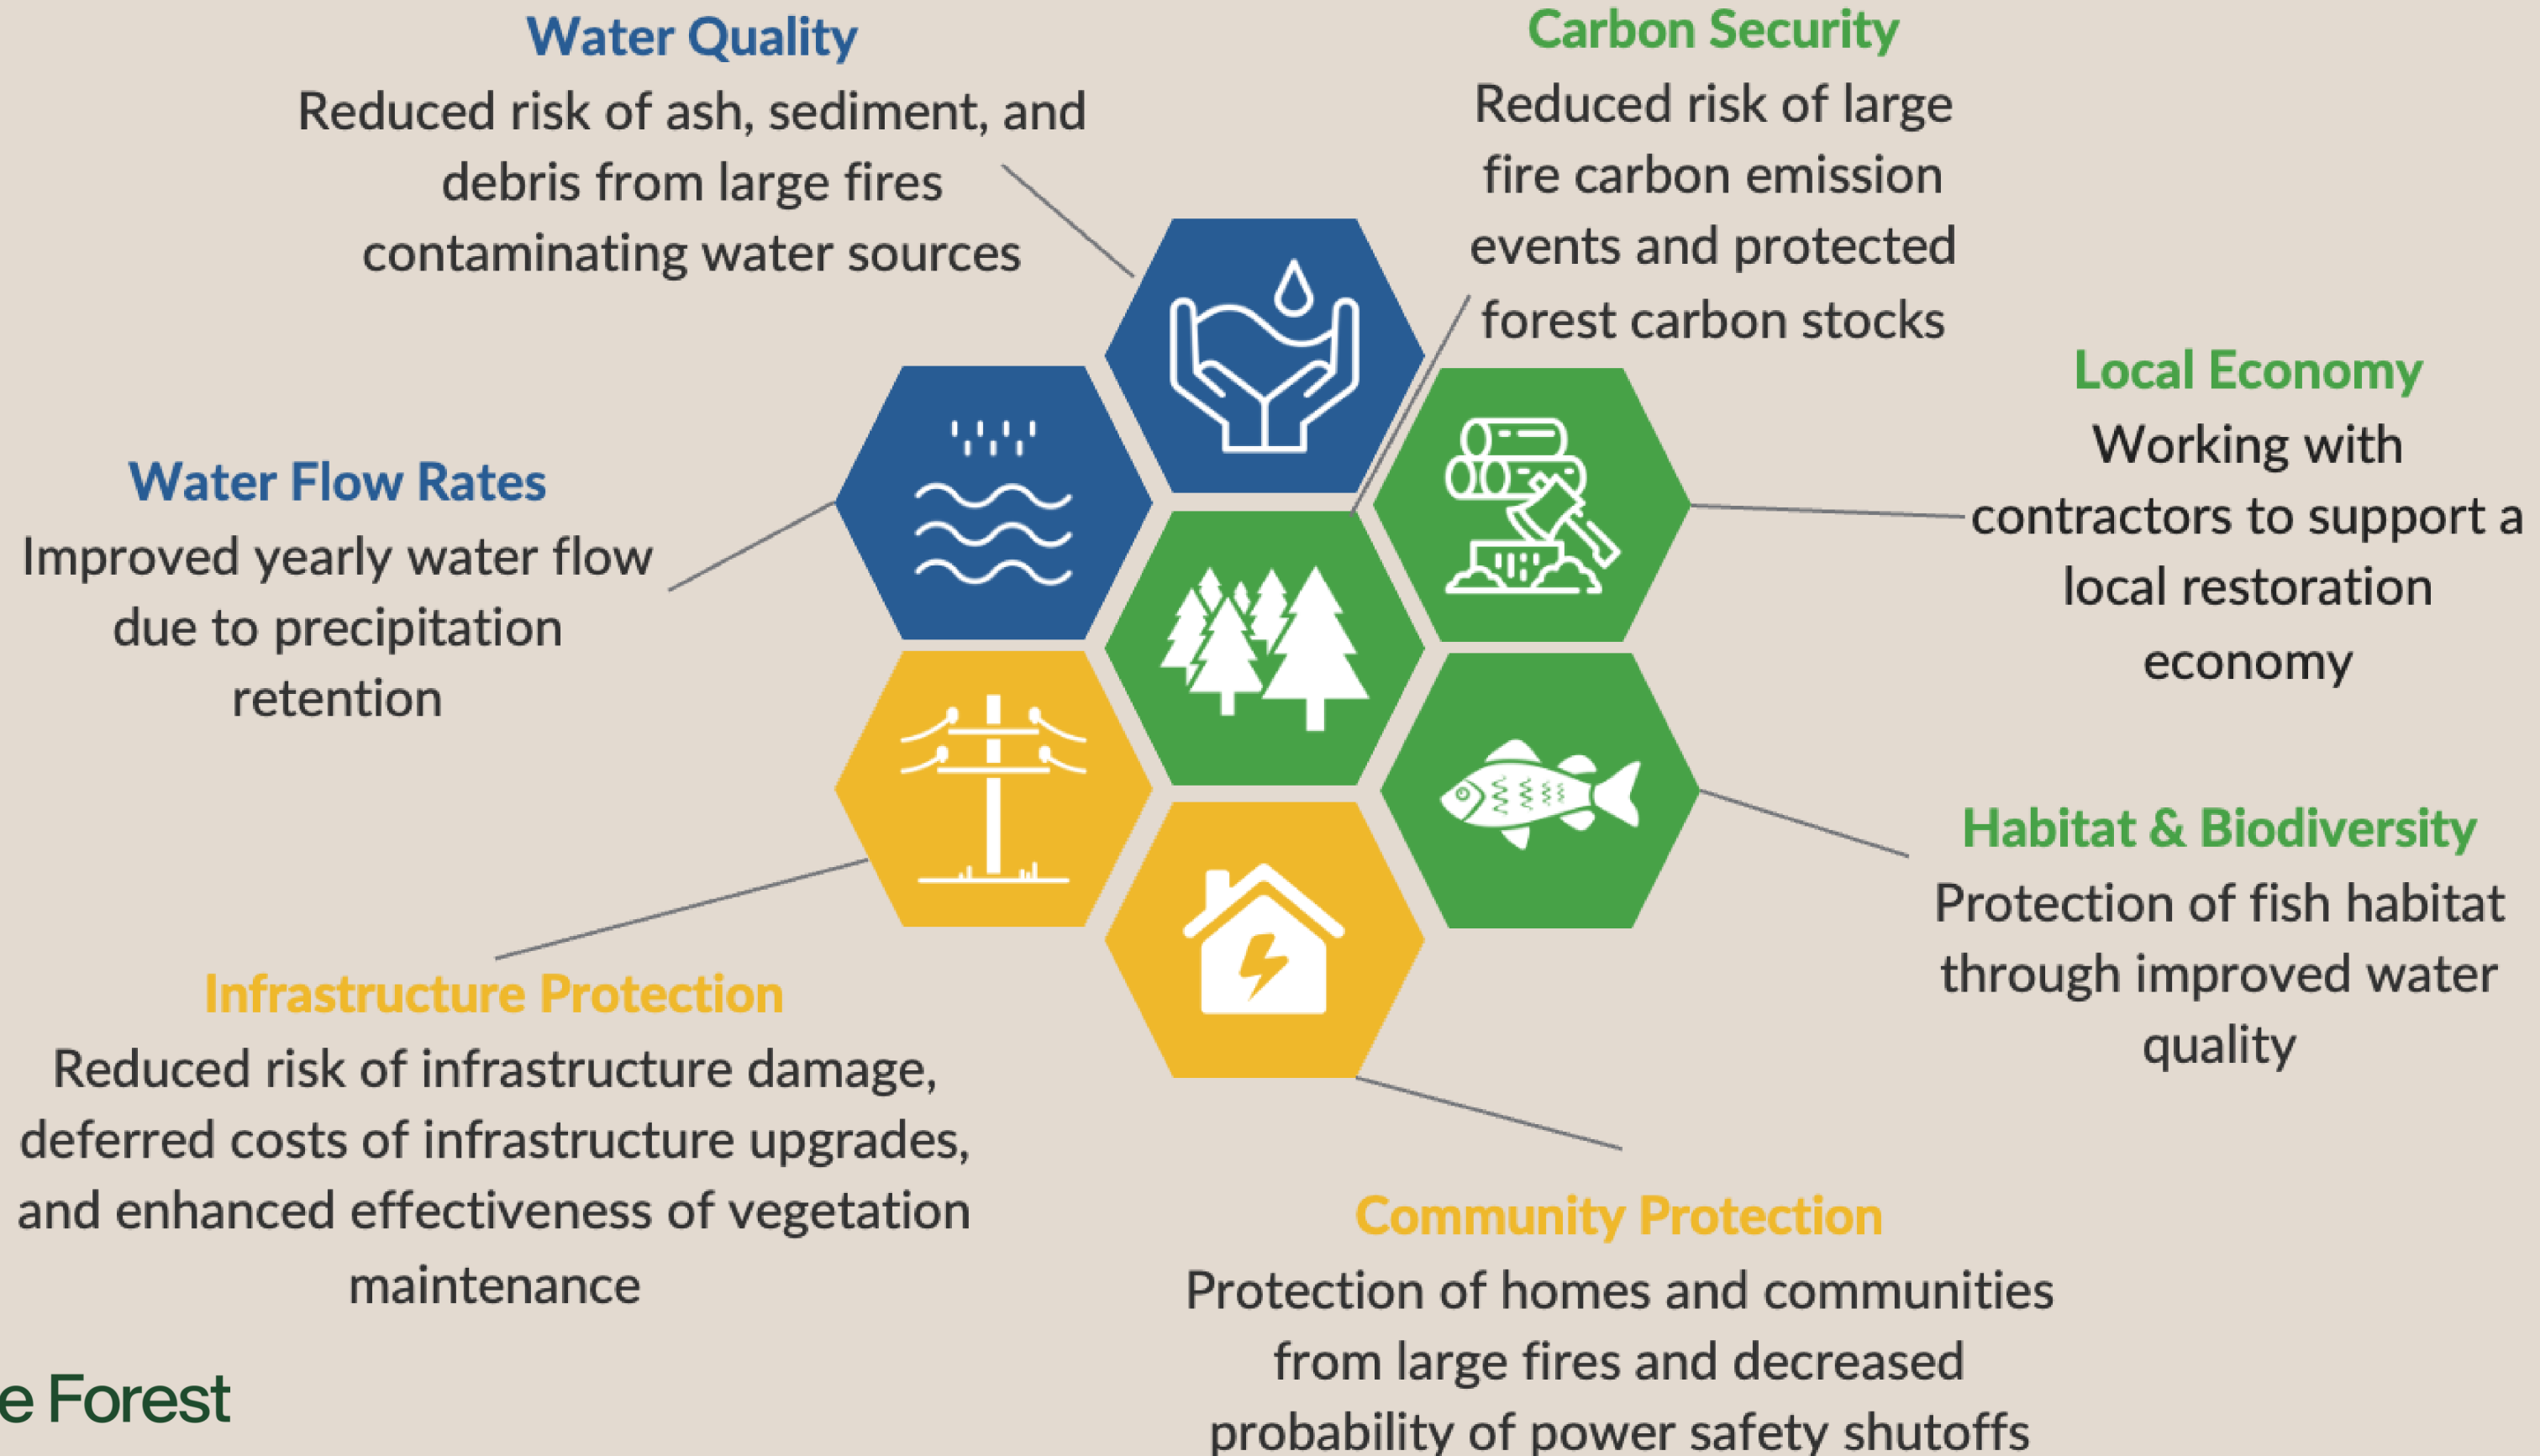 Water Quality
Reduced risk of ash, sediment, and
debris from large fires
contaminating water sources
Carbon Security
Reduced risk of large
fire carbon emission
events and protected
forest carbon stocks
Local Economy
Working with
contractors to support a
local restoration
economy
Water Flow Rates
Improved yearly water flow
due to precipitation
retention
Habitat & Biodiversity
Protection of fish habitat
through improved water
quality
Infrastructure Protection
Reduced risk of infrastructure damage,
deferred costs of infrastructure upgrades,
and enhanced effectiveness of vegetation
maintenance
Community Protection
Protection of homes and communities
from large fires and decreased
probability of power safety shutoffs
e Forest